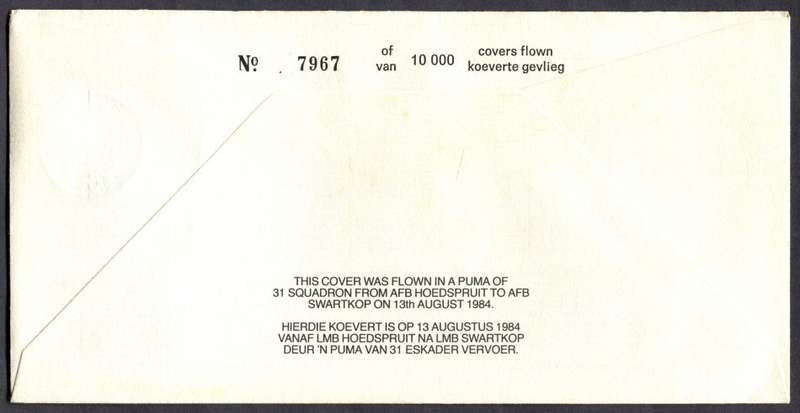 Nº. 7967 of 10 000 covers flown
van koeverte gevlieg
THIS COVER WAS FLOWN IN A PUMA OF
31 SQUADRON FROM AFB HOEDSPRUIT TO AFB
SWARTKOP ON 13th AUGUST 1984.
HIERDIE KOEVERT IS OP 13 AUGUSTUS 1984
VANAF LMB HOEDSPRUIT NA LMB SWARTKOP
DEUR 'N PUMA VAN 31 ESKADER VERVOER.